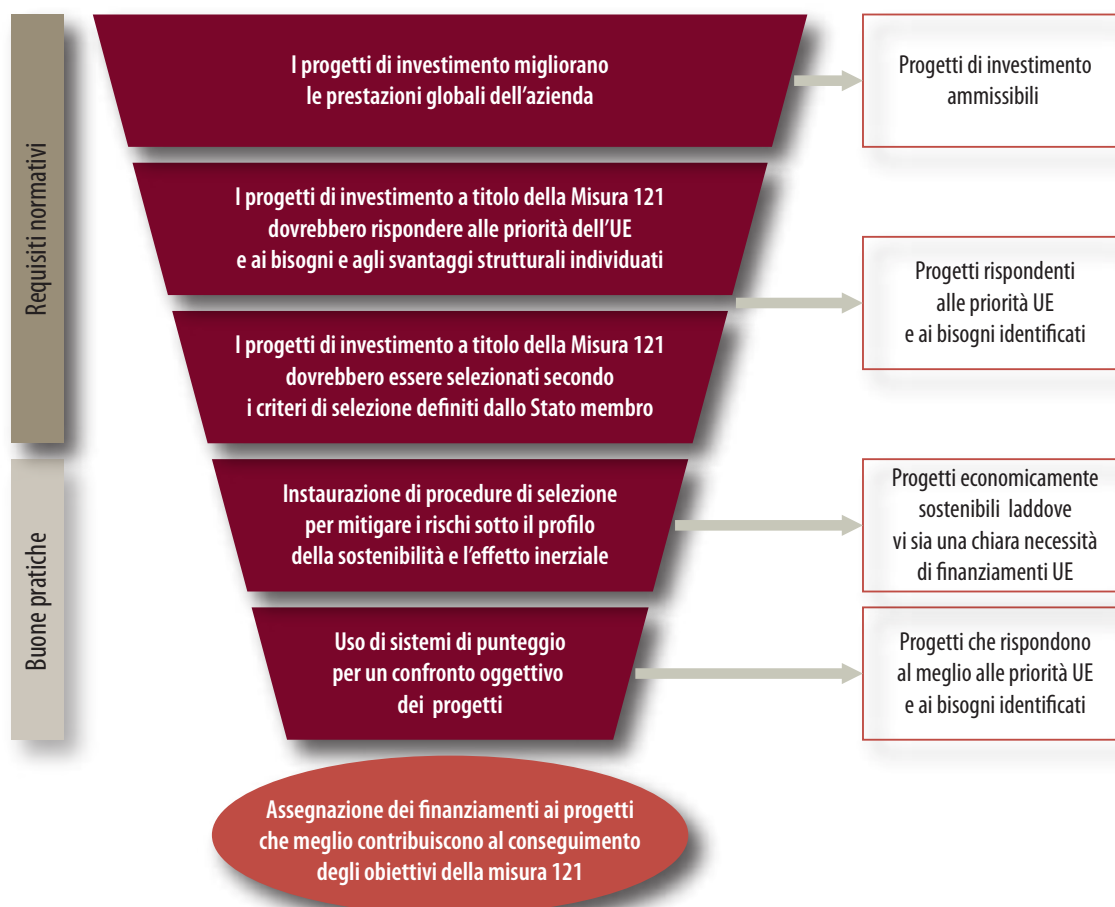 Requisiti normativi
I progetti di investimento migliorano
le prestazioni globali dell’azienda
Progetti di investimento
ammissibili
I progetti di investimento a titolo della Misura 121
dovrebbero rispondere alle priorità dell’UE
e ai bisogni e agli svantaggi strutturali individuati
Progetti rispondenti
alle priorità UE
e ai bisogni identificati
I progetti di investimento a titolo della Misura 121
dovrebbero essere selezionati secondo
i criteri di selezione definiti dallo Stato membro
Buone pratiche
Instaurazione di procedure di selezione
per mitigare i rischi sotto il profilo
della sostenibilità e l’effetto inerziale
Progetti economicamente
sostenibili laddove
vi sia una chiara necessità
di finanziamenti UE
Uso di sistemi di punteggio
per un confronto oggettivo
dei progetti
Progetti che rispondono
al meglio alle priorità UE
e ai bisogni identificati
Assegnazione dei finanziamenti ai progetti
che meglio contribuiscono al conseguimento
degli obiettivi della misura 121